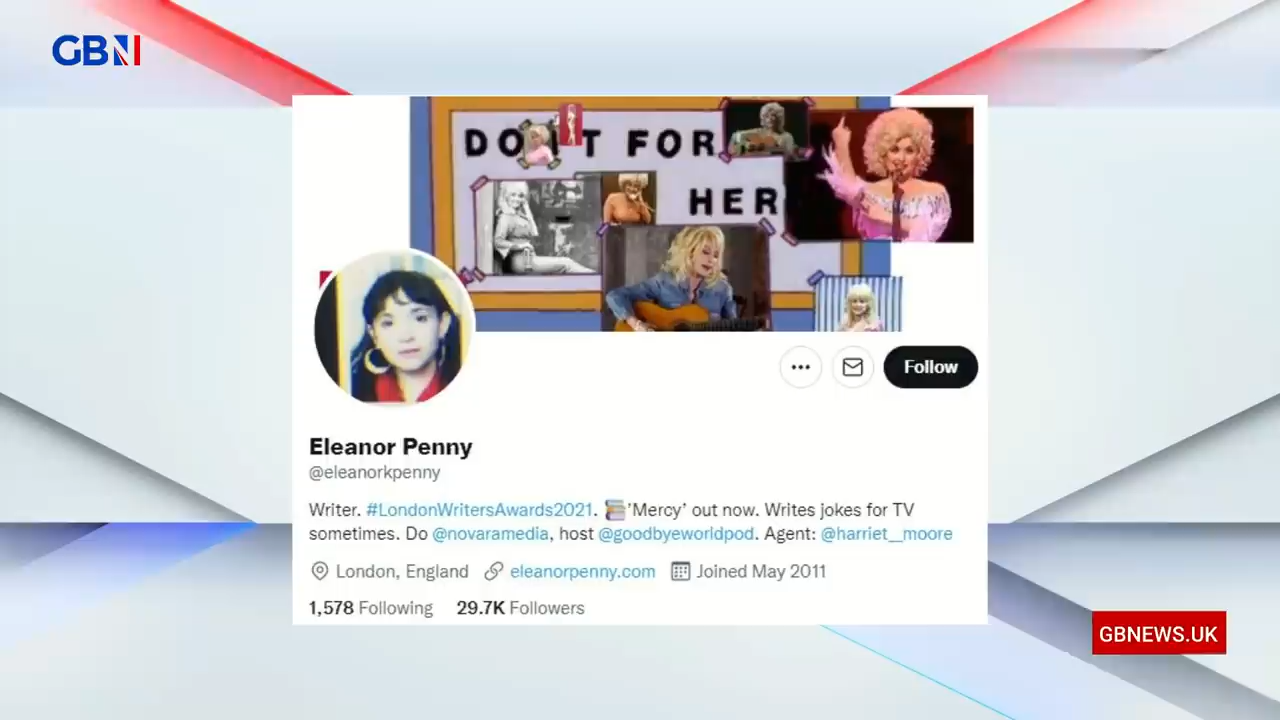 GBN
DO T FOR
HER
Follow
Eleanor Penny
@eleanorkpenny
Writer. #LondonWritersAwards2021. 'Mercy' out now. Writes jokes for TV
sometimes. Do @novaramedia, host @goodbyeworldpod. Agent: @harriet__moore
London, England eleanorpenny.com Joined May 2011
1,578 Following 29.7K Followers
GBNEWS.UK